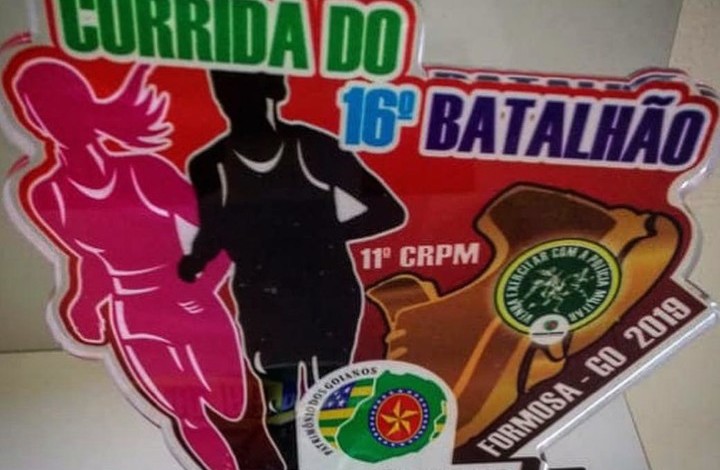 CORRIDA DO
16º BATALHÃO
11º CRPM
VENHA EXERCITAR COM A POLÍCIA MILITAR
FORMOSA - GO 2019
PATRIMÔNIO DOS GOIANOS